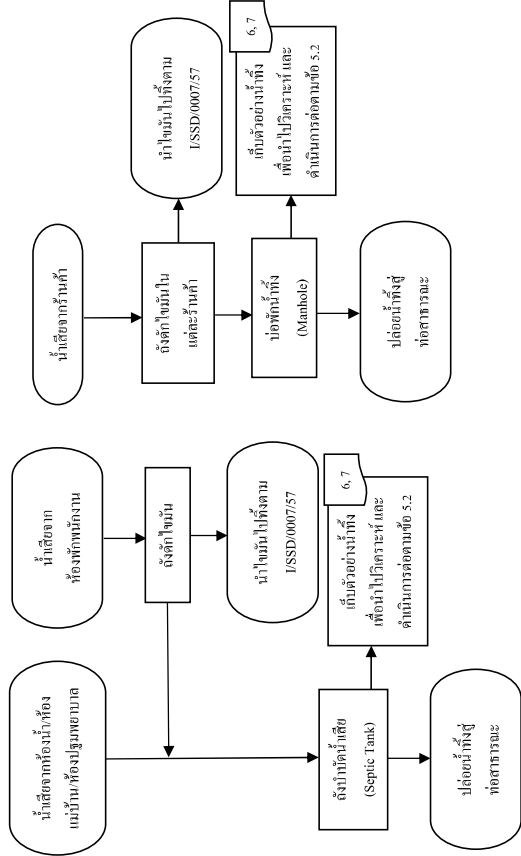 น้ำเสียจากห้องน้ำ/ห้อง
แม่บ้าน/ห้องปฐมพยาบาล
น้ำเสียจาก
ห้องพักพนักงาน
ถังดักไขมัน
นำไขมันไปทิ้งตาม
I/SSD/0007/57
ถังบำบัดน้ำเสีย
(Septic Tank)
6, 7
เก็บตัวอย่างน้ำทิ้ง
เพื่อนำไปวิเคราะห์ และ
ดำเนินการต่อตามข้อ 5.2
ปล่อยน้ำทิ้งสู่
ท่อสาธารณะ
น้ำเสียจากร้านค้า
ถังดักไขมันใน
แต่ละร้านค้า
นำไขมันไปทิ้งตาม
I/SSD/0007/57
บ่อพักน้ำทิ้ง
(Manhole)
6, 7
เก็บตัวอย่างน้ำทิ้ง
เพื่อนำไปวิเคราะห์ และ
ดำเนินการต่อตามข้อ 5.2
ปล่อยน้ำทิ้งสู่
ท่อสาธารณะ